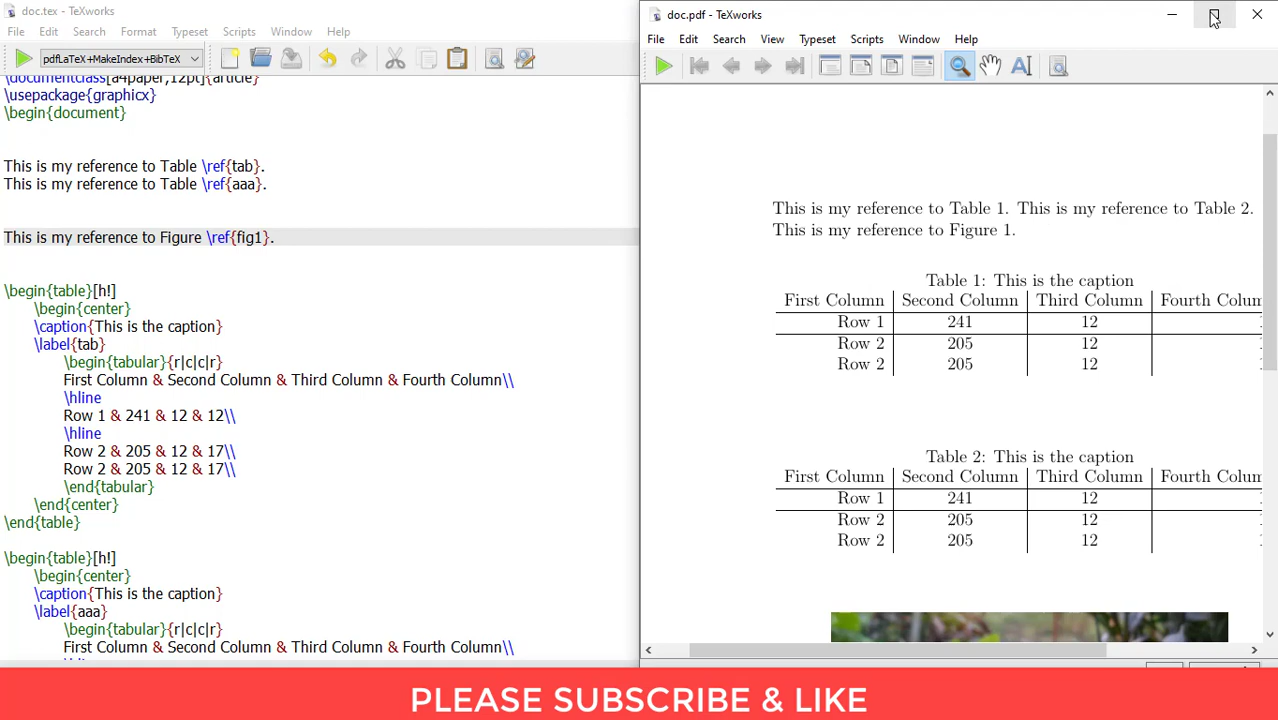 doc.tex - TeXworks
File Edit Search Format Typeset Scripts Window Help
pdfLaTeX+MakeIndex+BibTeX
\documentclass[a4paper,12pt]{article}
\usepackage{graphicx}
\begin{document}
This is my reference to Table \ref{tab}.
This is my reference to Table \ref{aaa}.
This is my reference to Figure \ref{fig1}.
\begin{table}[h!]
\begin{center}
\caption{This is the caption}
\label{tab}
\begin{tabular}{r|c|c|r}
First Column & Second Column & Third Column & Fourth Column\\
\hline
Row 1 & 241 & 12 & 12\\
\hline
Row 2 & 205 & 12 & 17\\
Row 2 & 205 & 12 & 17\\
\end{tabular}
\end{center}
\end{table}
\begin{table}[h!]
\begin{center}
\caption{This is the caption}
\label{aaa}
\begin{tabular}{r|c|c|r}
First Column & Second Column & Third Column & Fourth Column\\
doc.pdf - TeXworks
File Edit Search View Typeset Scripts Window Help
This is my reference to Table 1. This is my reference to Table 2.
This is my reference to Figure 1.
Table 1: This is the caption
First Column Second Column Third Column Fourth Colum
Row 1 241 12
Row 2 205 12
Row 2 205 12
Table 2: This is the caption
First Column Second Column Third Column Fourth Colum
Row 1 241 12
Row 2 205 12
Row 2 205 12
PLEASE SUBSCRIBE & LIKE